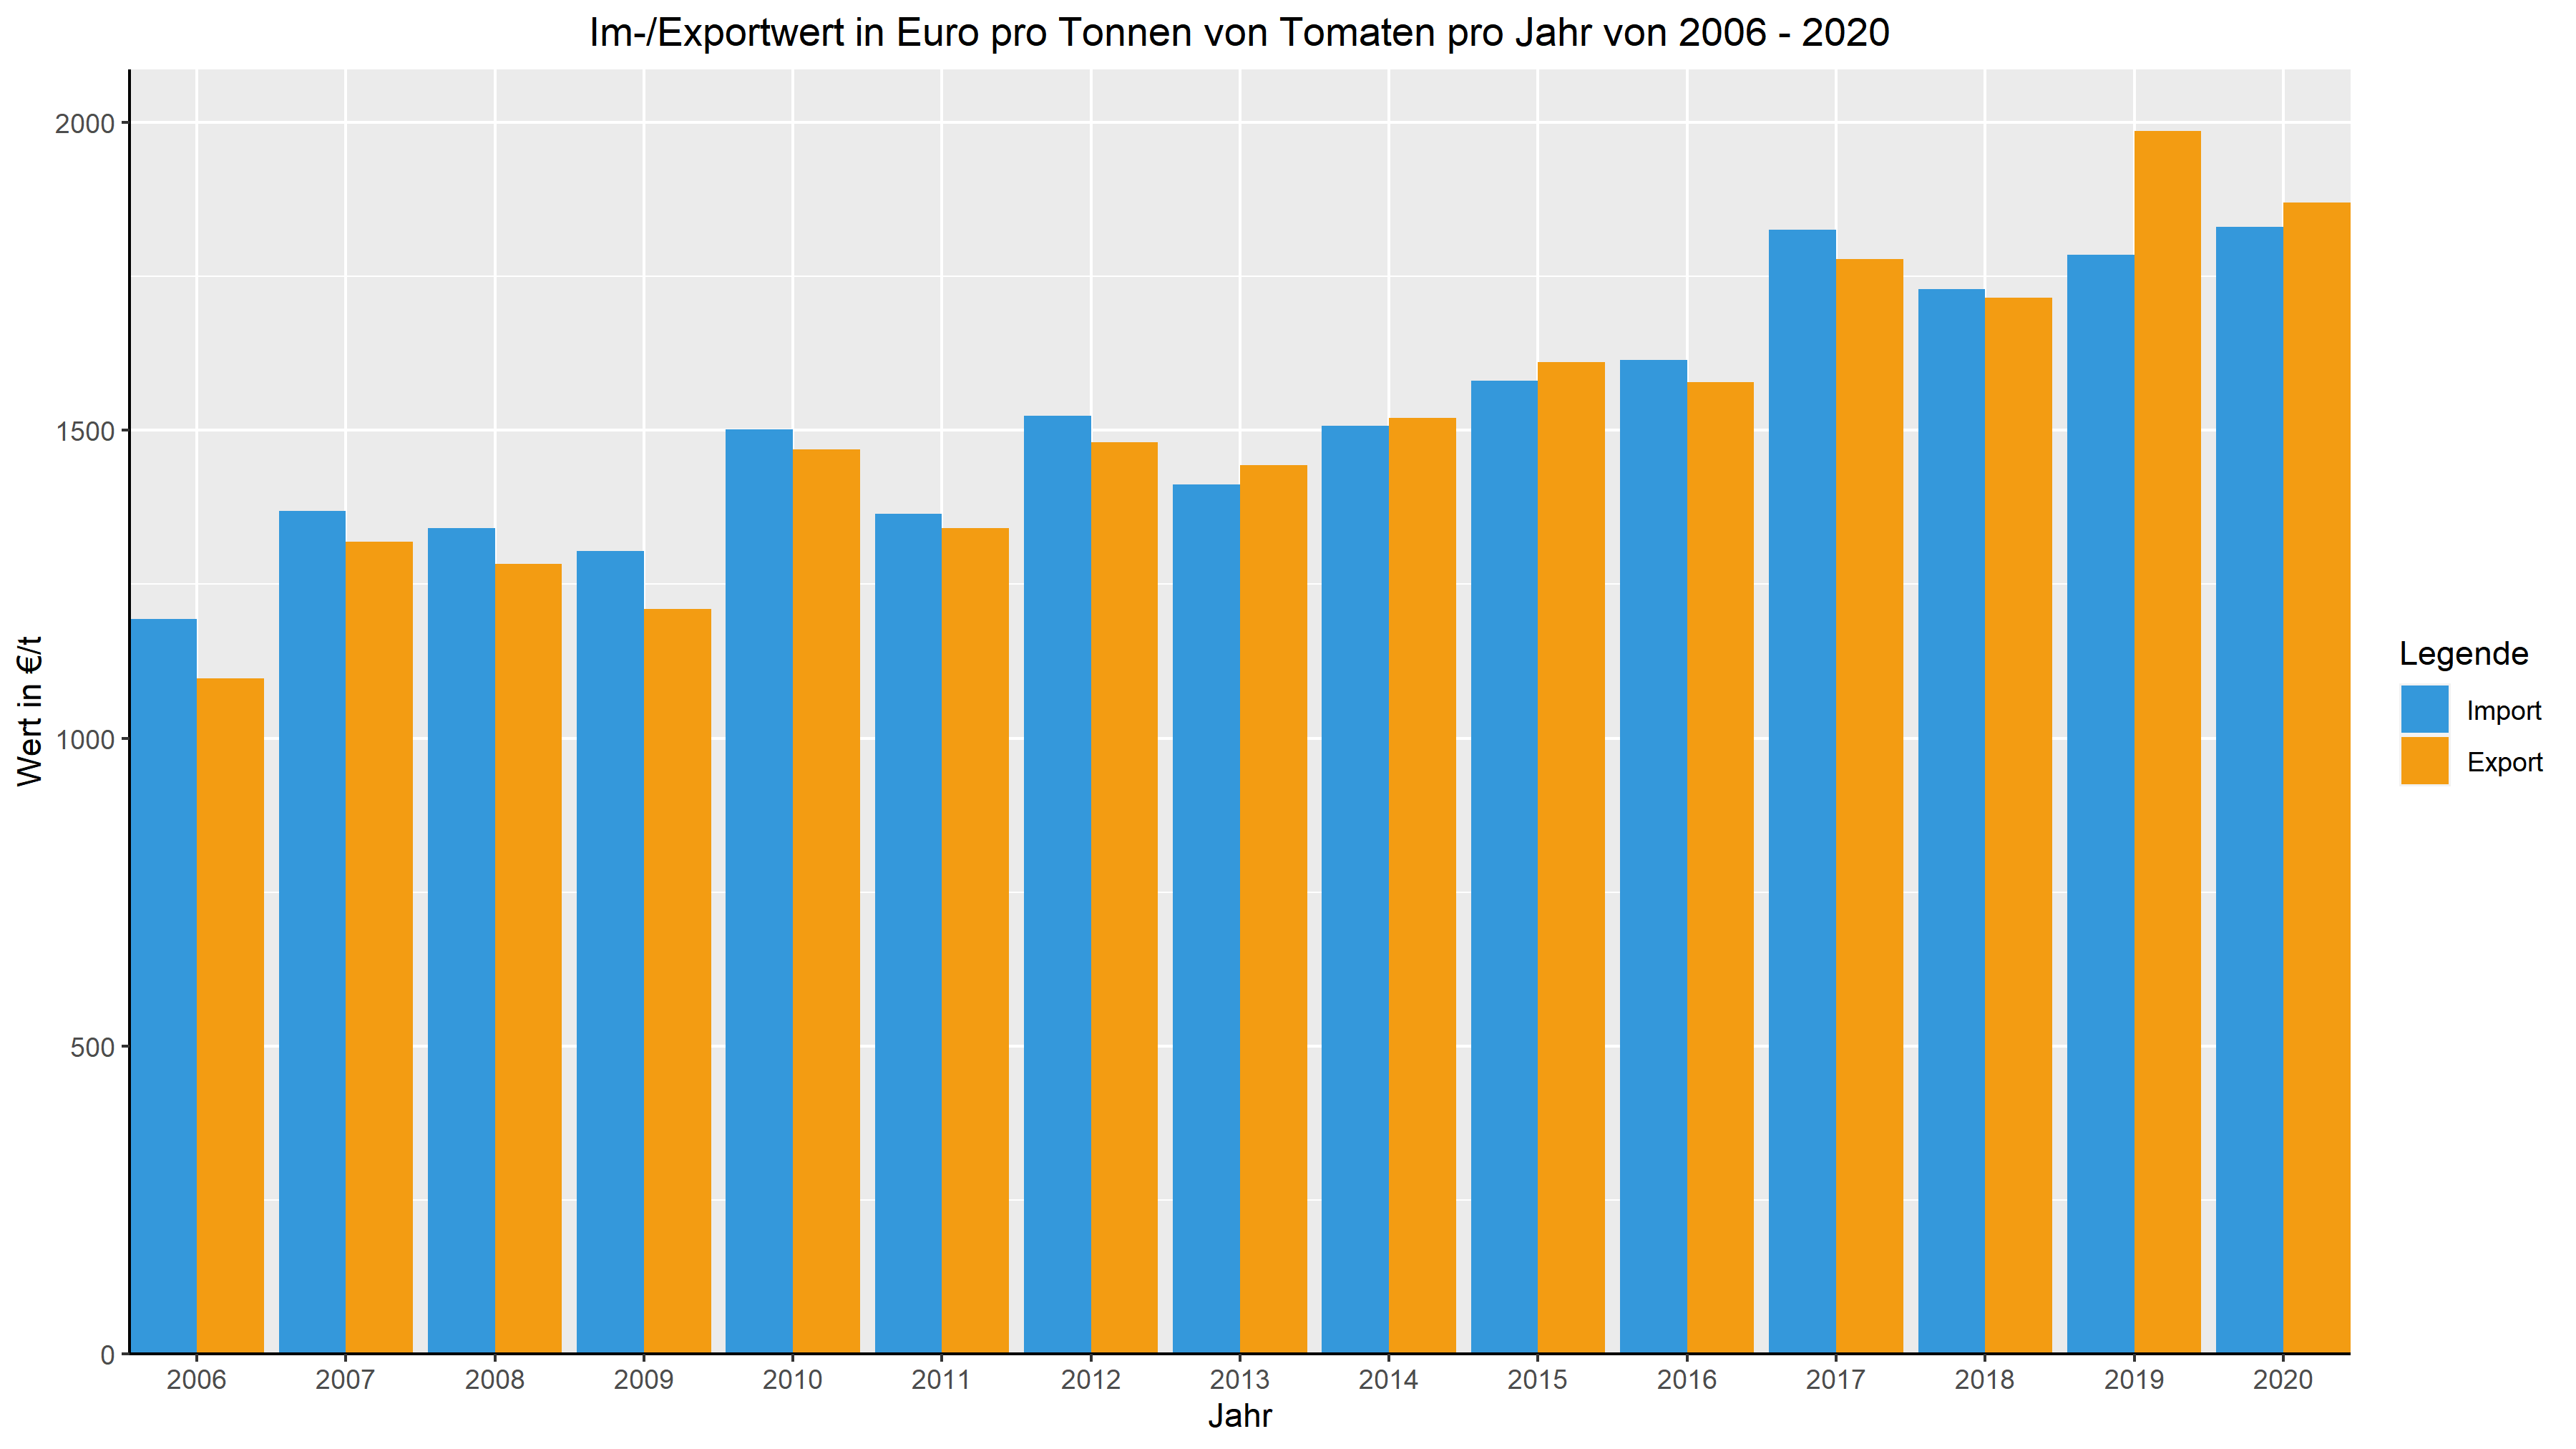 Im-/Exportwert in Euro pro Tonnen von Tomaten pro Jahr von 2006 - 2020
Wert in €/t
2000
1500
1000
500
0
2006 2007 2008 2009 2010 2011 2012 2013 2014 2015 2016 2017 2018 2019 2020
Jahr
Legende
Import
Export